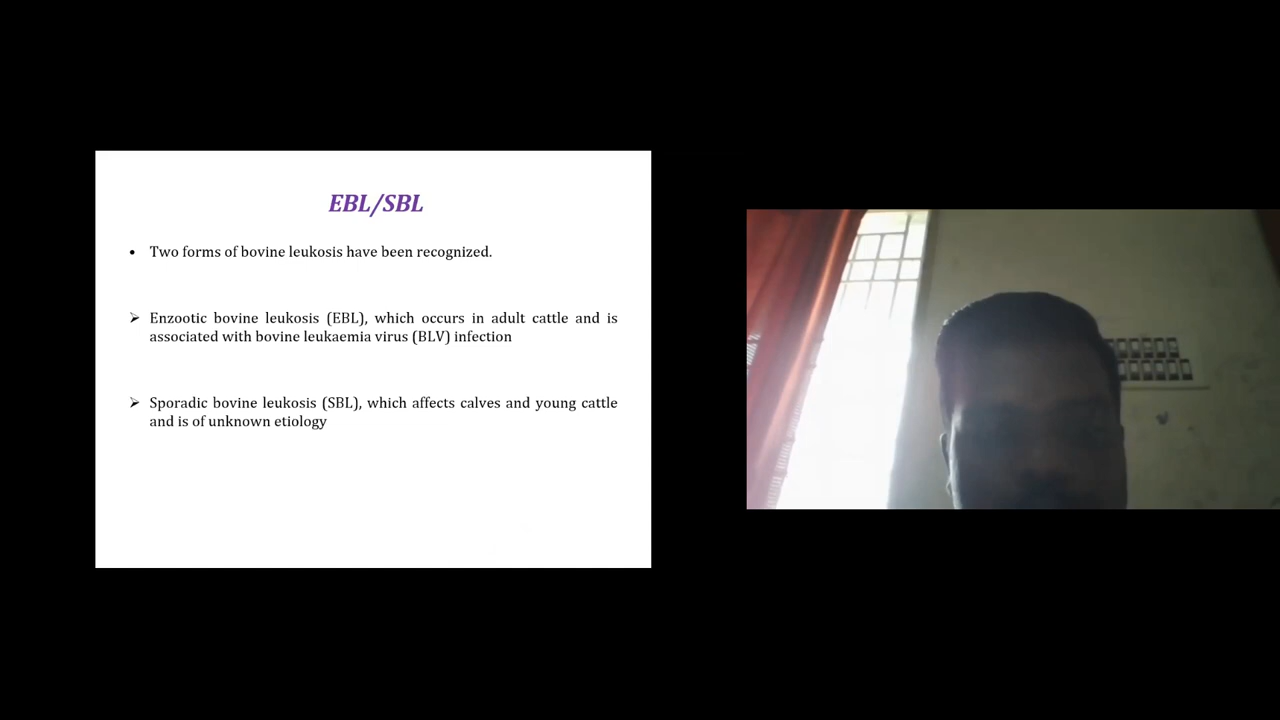 EBL/SBL
• Two forms of bovine leukosis have been recognized.
➢ Enzootic bovine leukosis (EBL), which occurs in adult cattle and is
associated with bovine leukaemia virus (BLV) infection
➢ Sporadic bovine leukosis (SBL), which affects calves and young cattle
and is of unknown etiology